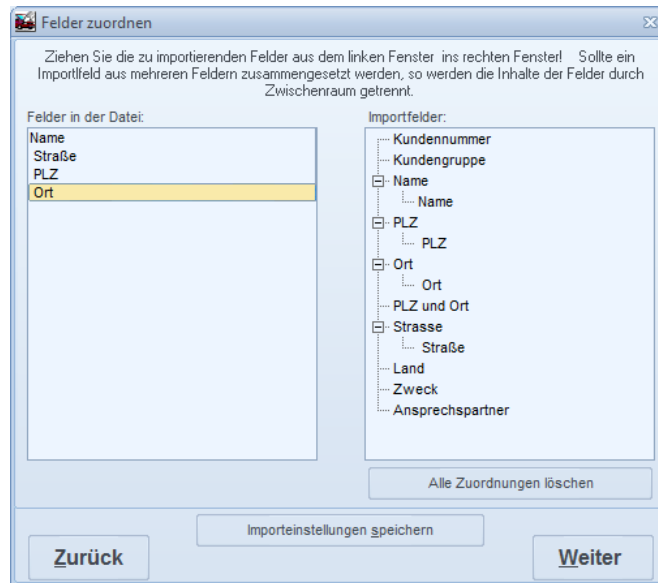 Felder zuordnen
Ziehen Sie die zu importierenden Felder aus dem linken Fenster ins rechten Fenster! Sollte ein
Importlfeld aus mehreren Feldern zusammengesetzt werden, so werden die Inhalte der Felder durch
Zwischenraum getrennt.
Felder in der Datei:
Name
Straße
PLZ
Ort
Importfelder:
Kundennummer
Kundengruppe
Name
Name
PLZ
PLZ
Ort
Ort
PLZ und Ort
Strasse
Straße
Land
Zweck
Ansprechspartner
Alle Zuordnungen löschen
Importeinstellungen speichern
Zurück
Weiter